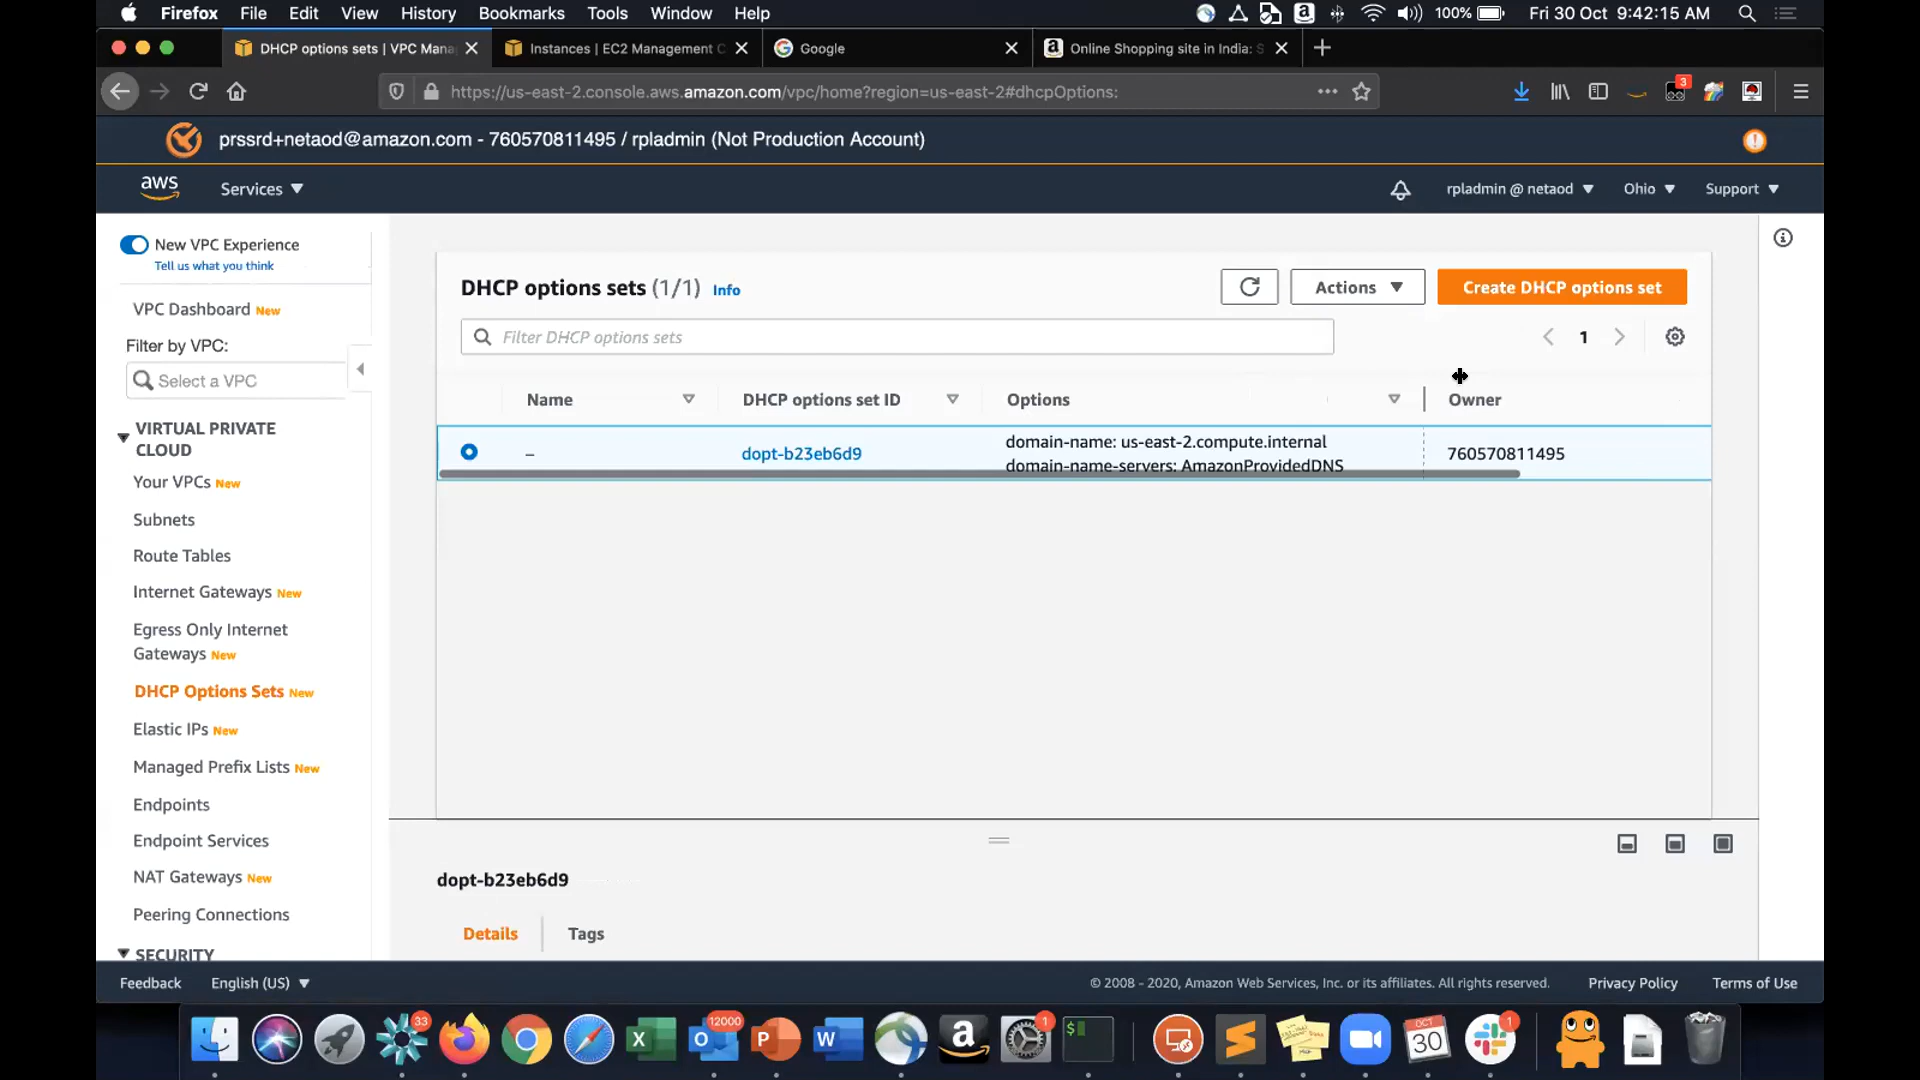 Firefox File Edit View History Bookmarks Tools Window Help 100% Fri 30 Oct 9:42:15 AM
DHCP options sets | VPC Mana Instances | EC2 Management C Google Online Shopping site in India: S
https://us-east-2.console.aws.amazon.com/vpc/home?region=us-east-2#dhcpOptions: 3
prssrd+netaod@amazon.com - 760570811495 / rpladmin (Not Production Account)
aws Services rpladmin @ netaod Ohio Support
New VPC Experience
Tell us what you think
VPC Dashboard New
Filter by VPC:
Select a VPC
VIRTUAL PRIVATE
CLOUD
Your VPCs New
Subnets
Route Tables
Internet Gateways New
Egress Only Internet
Gateways New
DHCP Options Sets New
Elastic IPs New
Managed Prefix Lists New
Endpoints
Endpoint Services
NAT Gateways New
Peering Connections
SECURITY
DHCP options sets (1/1) Info Actions Create DHCP options set
Filter DHCP options sets 1
Name DHCP options set ID Options Owner
– dopt-b23eb6d9 domain-name: us-east-2.compute.internal 760570811495
domain-name-servers: AmazonProvidedDNS
dopt-b23eb6d9
Details Tags
Feedback English (US) © 2008 - 2020, Amazon Web Services, Inc. or its affiliates. All rights reserved. Privacy Policy Terms of Use
33 12000 1 OCT 1
X O P W a $ 30